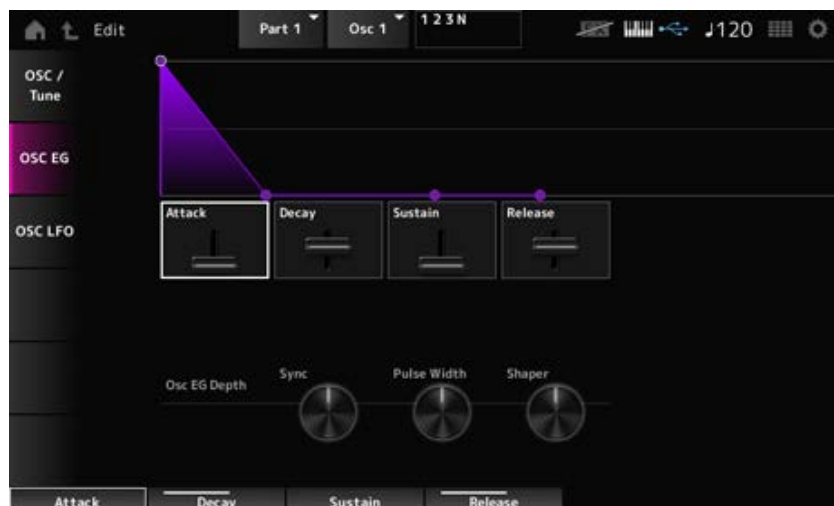 Edit
Part 1
Osc 1
1 2 3 N
♩120
OSC /
Tune
OSC EG
OSC LFO
Attack
Decay
Sustain
Release
Osc EG Depth
Sync
Pulse Width
Shaper
Attack
Decay
Sustain
Release